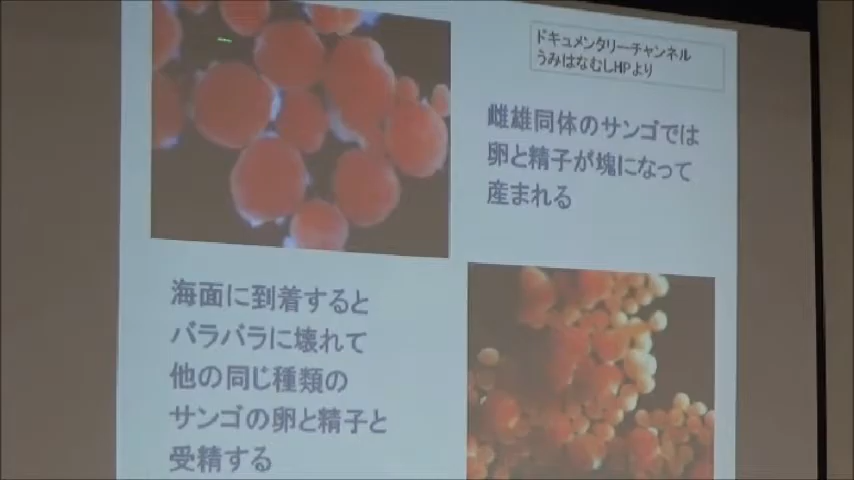 ドキュメンタリーチャンネル
うみはなむしHPより
雌雄同体のサンゴでは
卵と精子が塊になって
産まれる
海面に到着すると
バラバラに壊れて
他の同じ種類の
サンゴの卵と精子と
受精する